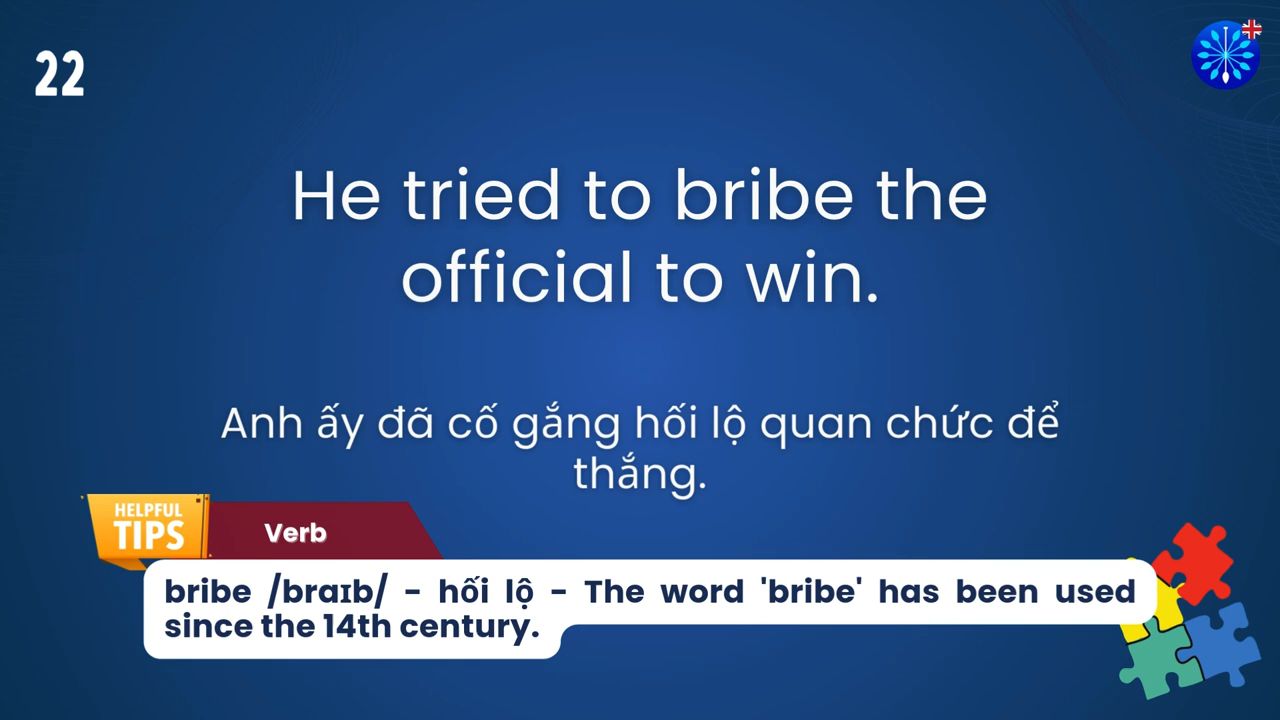 22
He tried to bribe the
official to win.
Anh ấy đã cố gắng hối lộ quan chức để
thắng.
HELPFUL
TIPS
Verb
bribe /braɪb/ - hối lộ - The word 'bribe' has been used
since the 14th century.